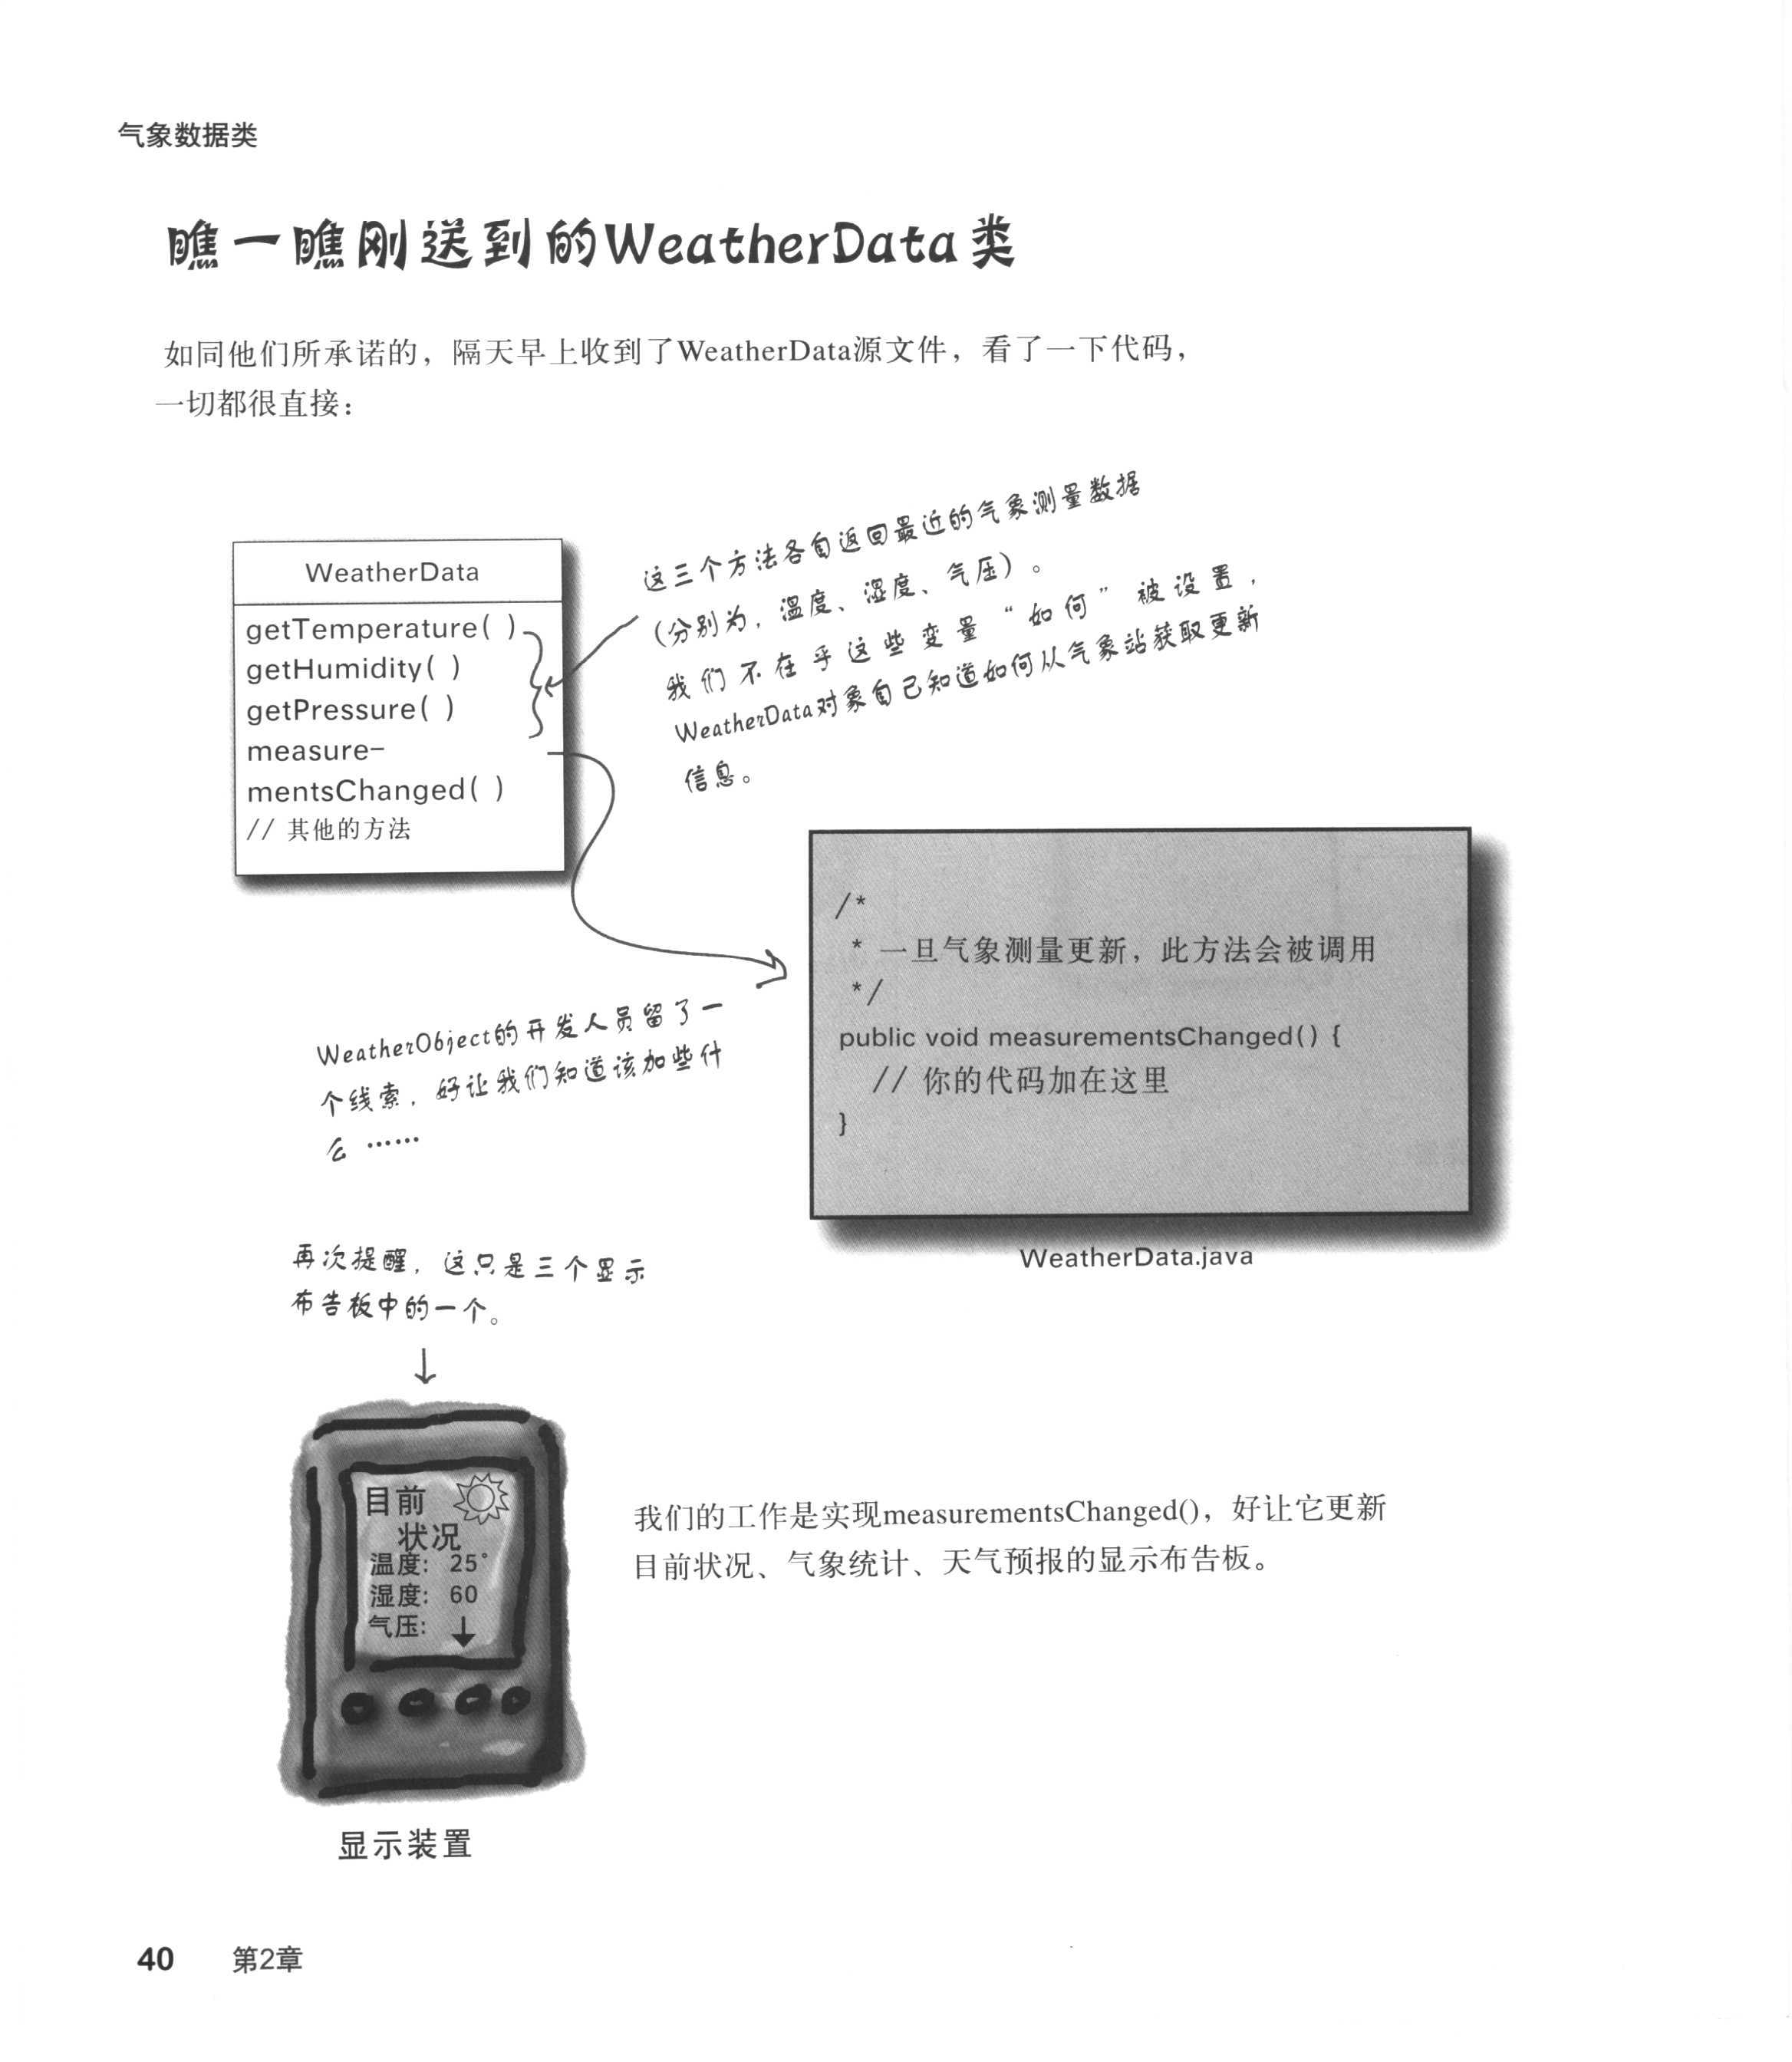 气象数据类
瞧一瞧刚送到的WeatherData类
如同他们所承诺的，隔天早上收到了WeatherData源文件，看了一下代码，
一切都很直接：
WeatherData
getTemperature( )
getHumidity( )
getPressure( )
measure-
mentsChanged( )
// 其他的方法
这三个方法各自返回最近的气象测量数据
（分别为，温度、湿度、气压）。
我们不在乎这些变量“如何”被设置，
WeatherData对象自己知道如何从气象站获取更新
信息。
/*
* 一旦气象测量更新，此方法会被调用
*/
public void measurementsChanged() {
// 你的代码加在这里
}
WeatherData.java
WeatherObject的开发人员留了一
个线索，好让我们知道该加些什
么 ……
再次提醒，这只是三个显示
布告板中的一个。
目前
状况
温度： 25°
湿度： 60
气压：
显示装置
我们的工作是实现measurementsChanged()，好让它更新
目前状况、气象统计、天气预报的显示布告板。
40 第2章